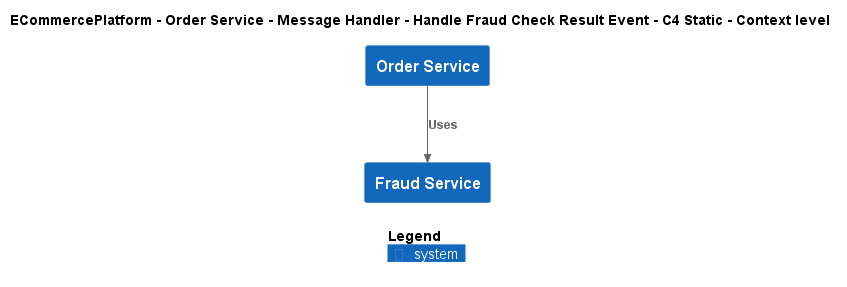 ECommercePlatform - Order Service - Message Handler - Handle Fraud Check Result Event - C4 Static - Context level
Order Service
Uses
Fraud Service
Legend
system